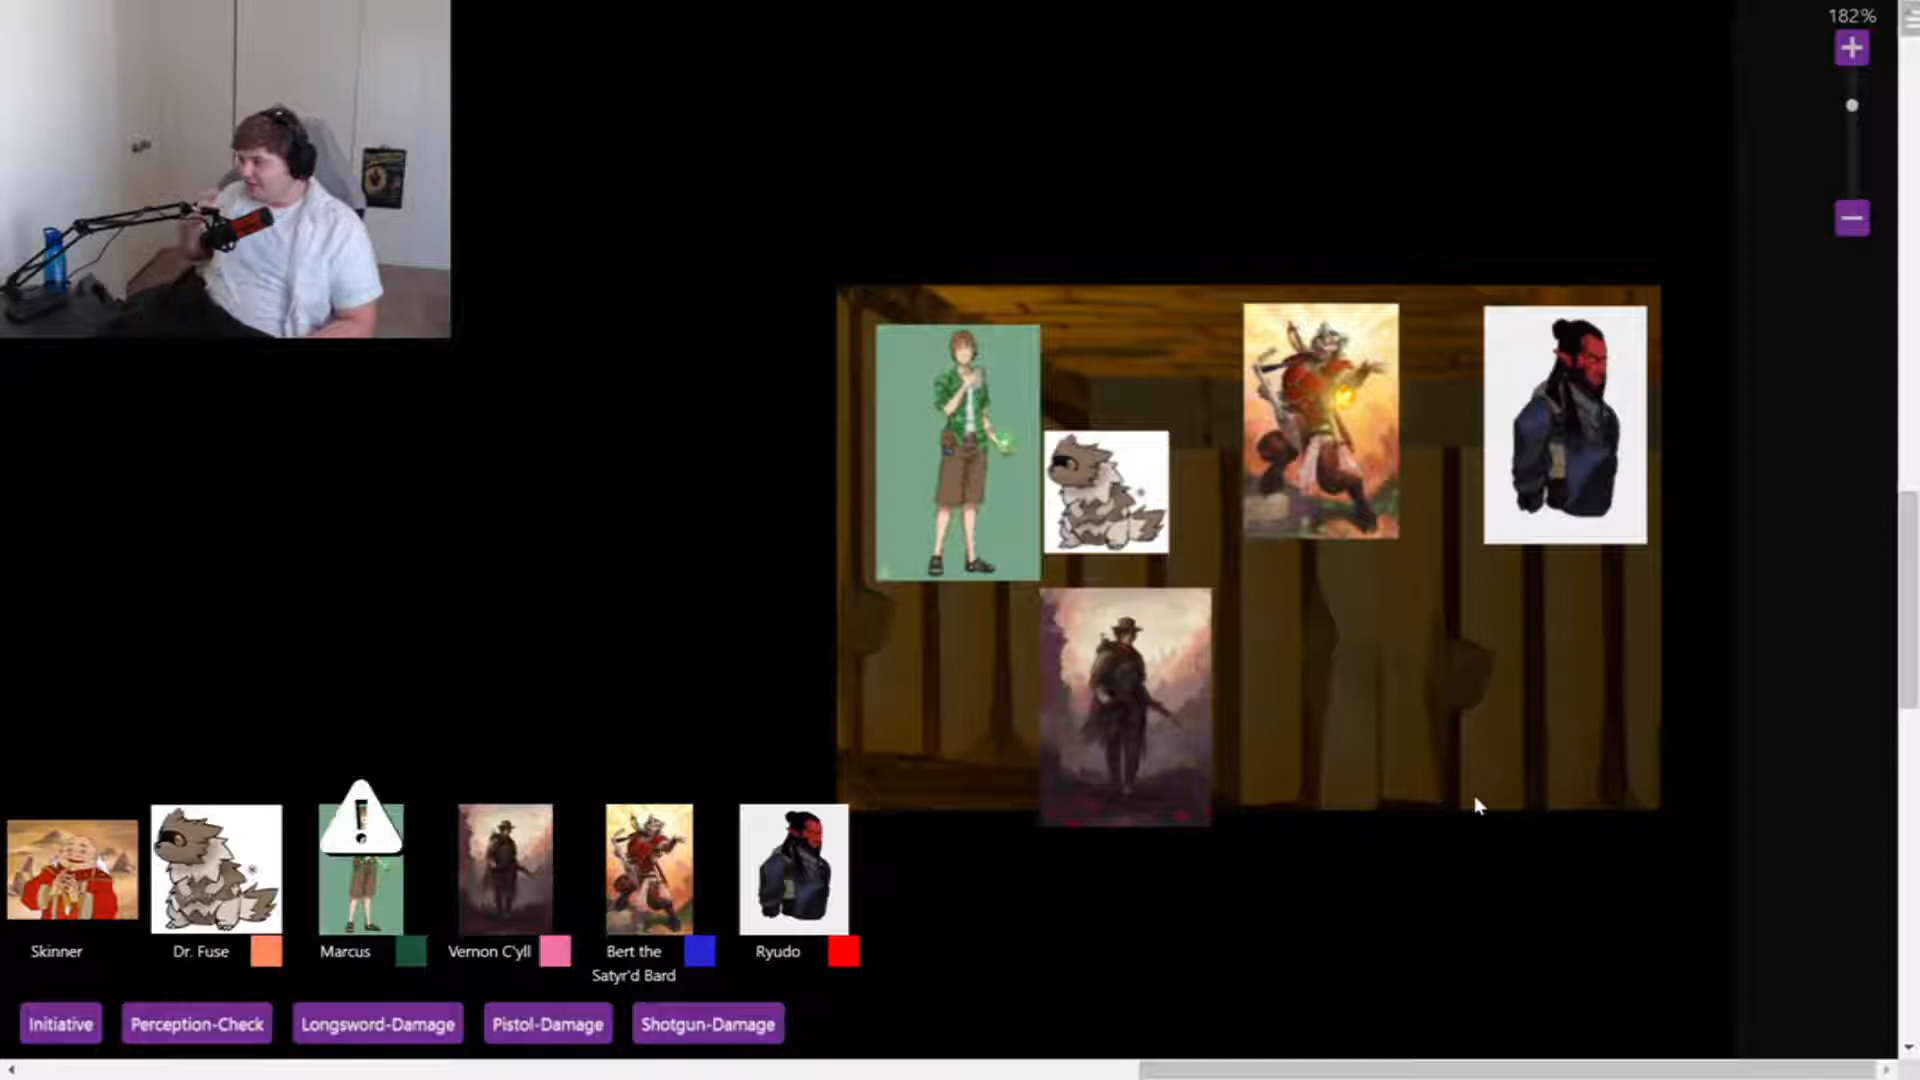 182%
Skinner
Dr. Fuse
Marcus
Vernon C'yll
Bert the
Satyr'd Bard
Ryudo
Initiative
Perception-Check
Longsword-Damage
Pistol-Damage
Shotgun-Damage